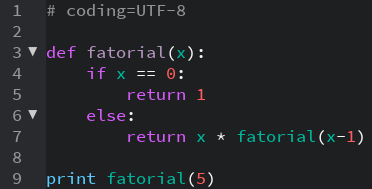 1 # coding=UTF-8
2
3 def fatorial(x):
4     if x == 0:
5         return 1
6     else:
7         return x * fatorial(x-1)
8
9 print fatorial(5)